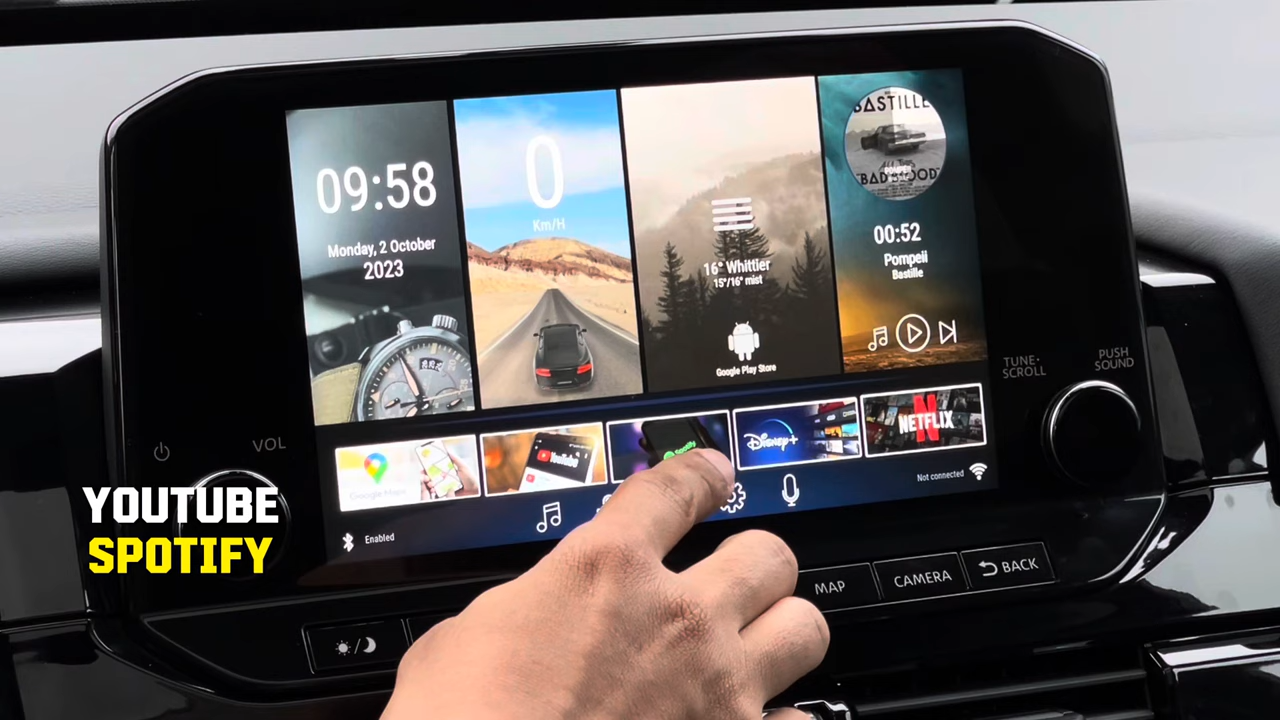 BASTILLE
BAD BLOOD
09:58
Monday, 2 October
2023
0
Km/H
16° Whittier
15°/16° mist
Google Play Store
00:52
Pompeii
Bastille
TUNE·
SCROLL
PUSH
SOUND
VOL
Google Maps
YouTube
Spotify
Disney+
NETFLIX
Not connected
Enabled
YOUTUBE
SPOTIFY
MAP
CAMERA
BACK